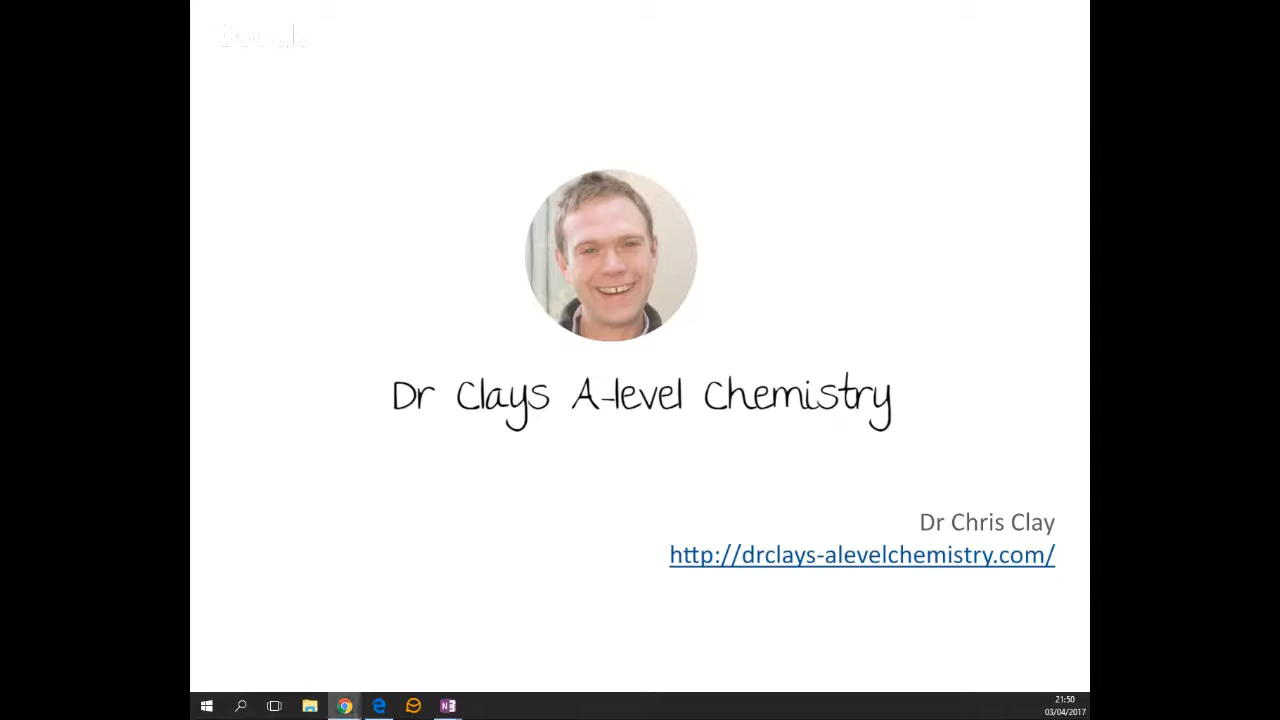 Dr Clays A-level Chemistry
Dr Chris Clay
http://drclays-alevelchemistry.com/
21:50
03/04/2017